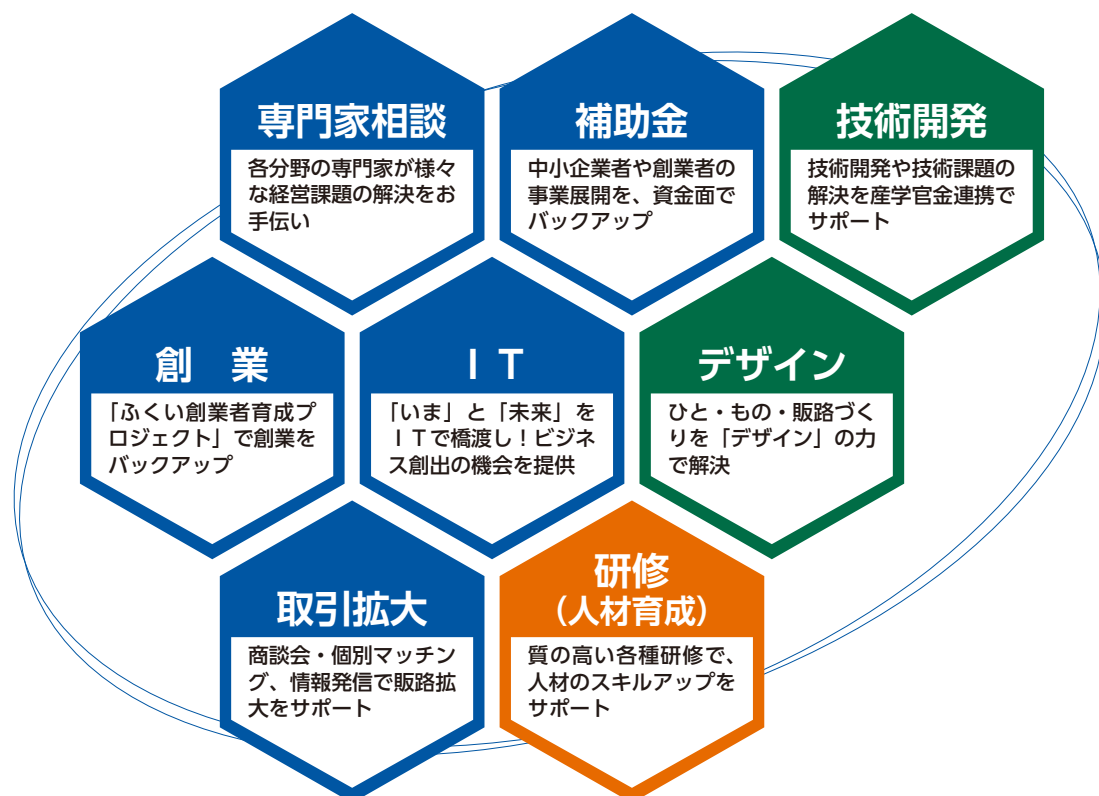 専門家相談
各分野の専門家が様々
な経営課題の解決をお
手伝い
補助金
中小企業者や創業者の
事業展開を、資金面で
バックアップ
技術開発
技術開発や技術課題の
解決を産学官金連携で
サポート
創　業
「ふくい創業者育成プ
ロジェクト」で創業を
バックアップ
ＩＴ
「いま」と「未来」を
ＩＴで橋渡し！ビジネ
ス創出の機会を提供
デザイン
ひと・もの・販路づく
りを「デザイン」の力
で解決
取引拡大
商談会・個別マッチン
グ、情報発信で販路拡
大をサポート
研修
（人材育成）
質の高い各種研修で、
人材のスキルアップを
サポート